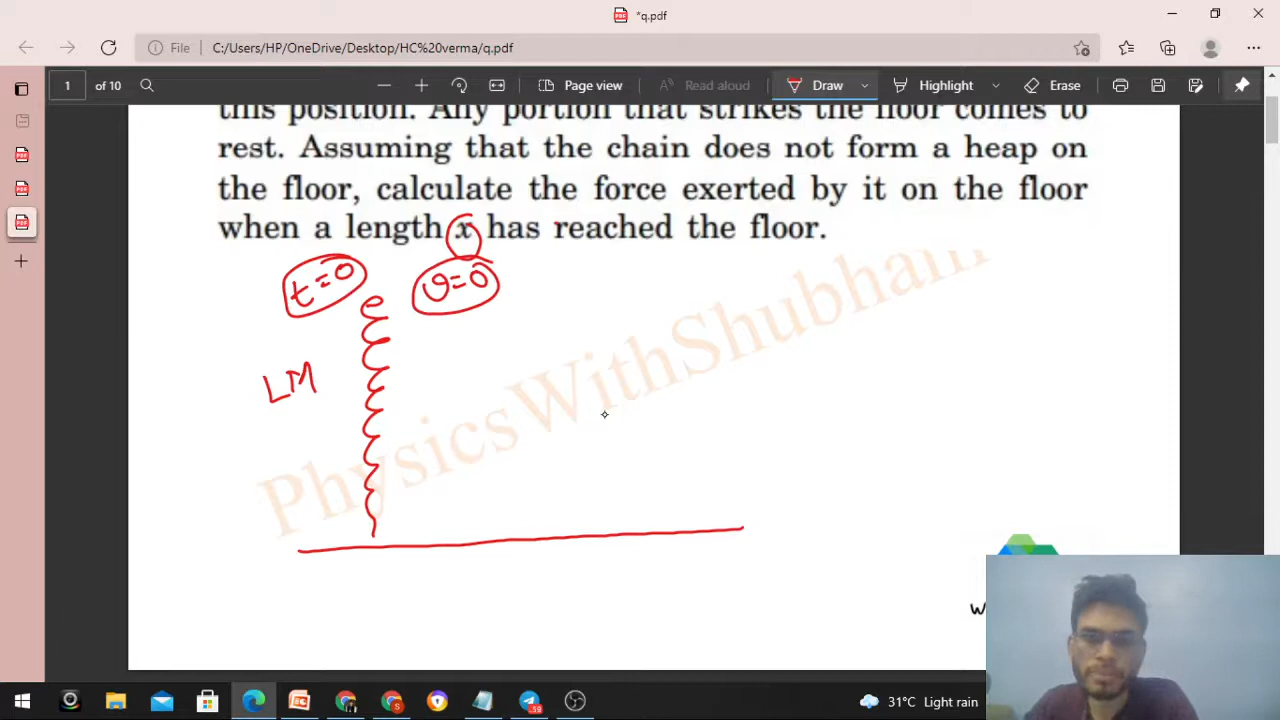 *q.pdf
File C:/Users/HP/OneDrive/Desktop/HC%20verma/q.pdf
1 of 10 Page view Read aloud Draw Highlight Erase
this position. Any portion that strikes the floor comes to
rest. Assuming that the chain does not form a heap on
the floor, calculate the force exerted by it on the floor
when a length x has reached the floor.
t=0 v=0
LM
PhysicsWithShubham
W
59
31°C Light rain